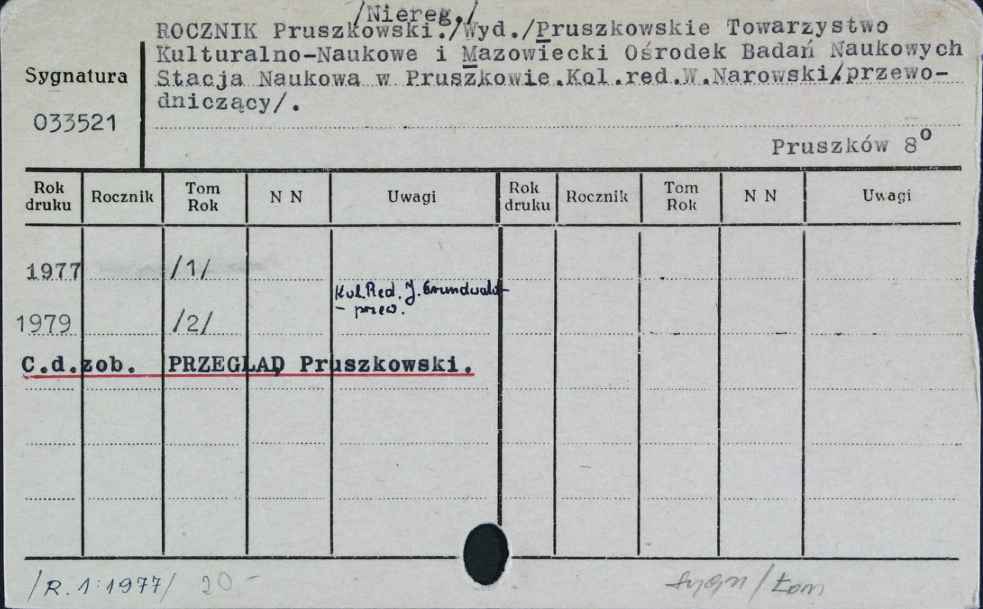 /Niereg./
ROCZNIK Pruszkowski./Wyd./Pruszkowskie Towarzystwo
Kulturalno-Naukowe i Mazowiecki Ośrodek Badań Naukowych
Stacja Naukowa w Pruszkowie.Kol.red.W.Narowski/przewo-
dniczący/.
Sygnatura
033521
Pruszków 8°
Rok druku Rocznik Tom Rok N N Uwagi Rok druku Rocznik Tom Rok N N Uwagi
1977 /1/
1979 /2/ Kol.Red. J. Grundwald-
- przew.
C.d.zob. PRZEGLĄD Pruszkowski.
/R.1:1977/ 20 - sygn/Łom